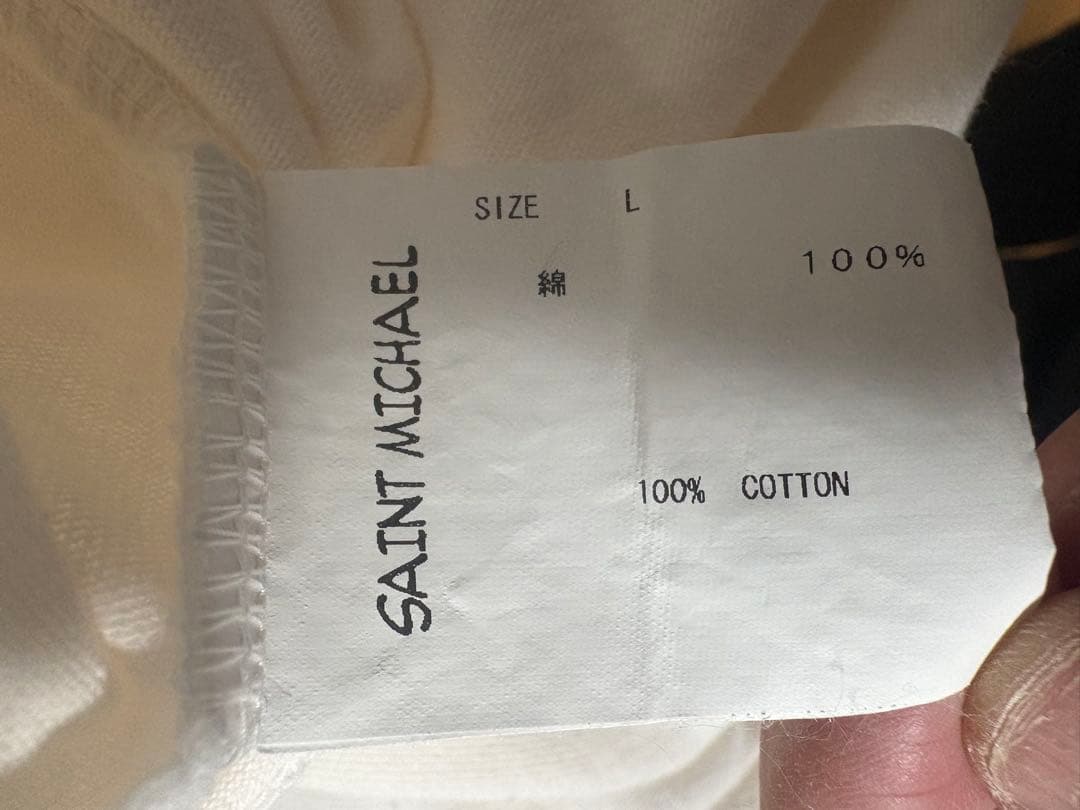 SIZE L
綿 100%
100% COTTON
SAINT MICHAEL